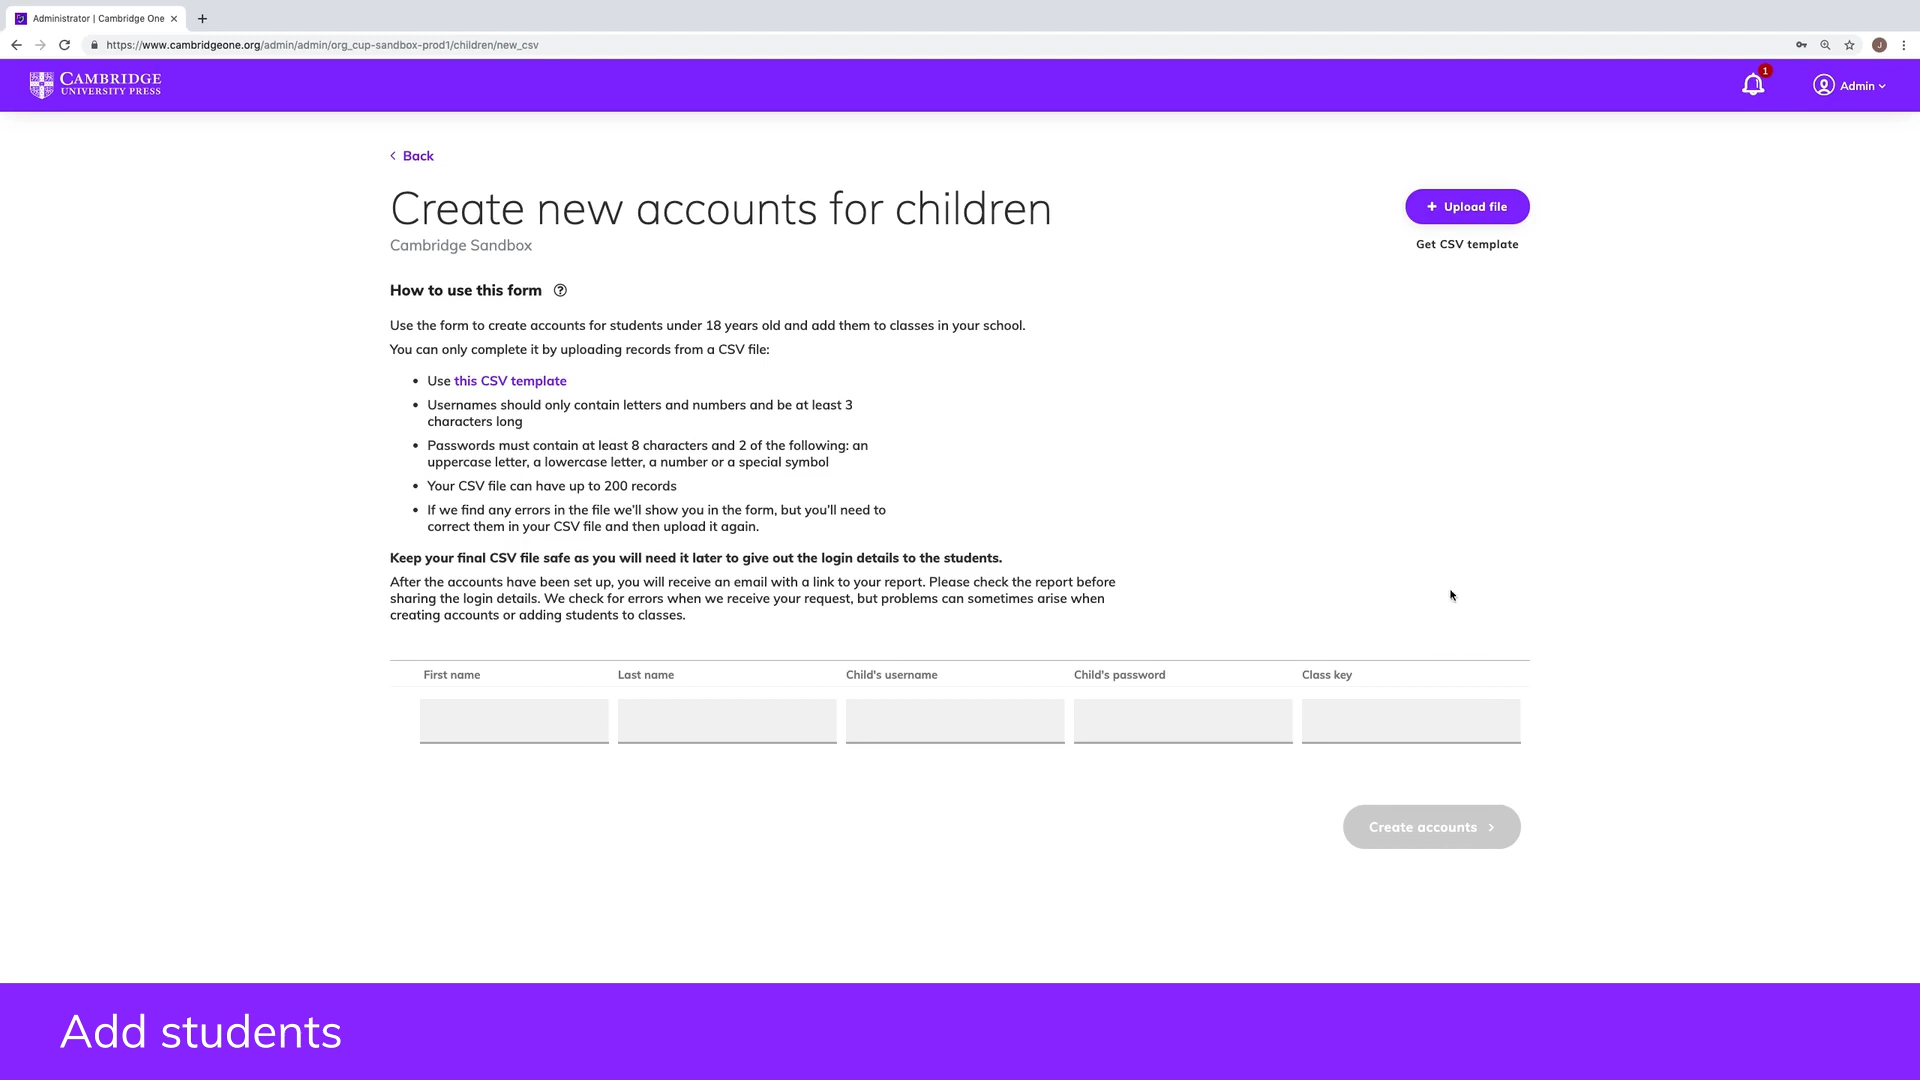 Administrator | Cambridge One
https://www.cambridgeone.org/admin/admin/org_cup-sandbox-prod1/children/new_csv
J
CAMBRIDGE
UNIVERSITY PRESS
1
Admin
Back
Create new accounts for children
+ Upload file
Cambridge Sandbox
Get CSV template
How to use this form ?
Use the form to create accounts for students under 18 years old and add them to classes in your school.
You can only complete it by uploading records from a CSV file:
• Use this CSV template
• Usernames should only contain letters and numbers and be at least 3
characters long
• Passwords must contain at least 8 characters and 2 of the following: an
uppercase letter, a lowercase letter, a number or a special symbol
• Your CSV file can have up to 200 records
• If we find any errors in the file we'll show you in the form, but you'll need to
correct them in your CSV file and then upload it again.
Keep your final CSV file safe as you will need it later to give out the login details to the students.
After the accounts have been set up, you will receive an email with a link to your report. Please check the report before
sharing the login details. We check for errors when we receive your request, but problems can sometimes arise when
creating accounts or adding students to classes.
First name Last name Child's username Child's password Class key
Create accounts
Add students